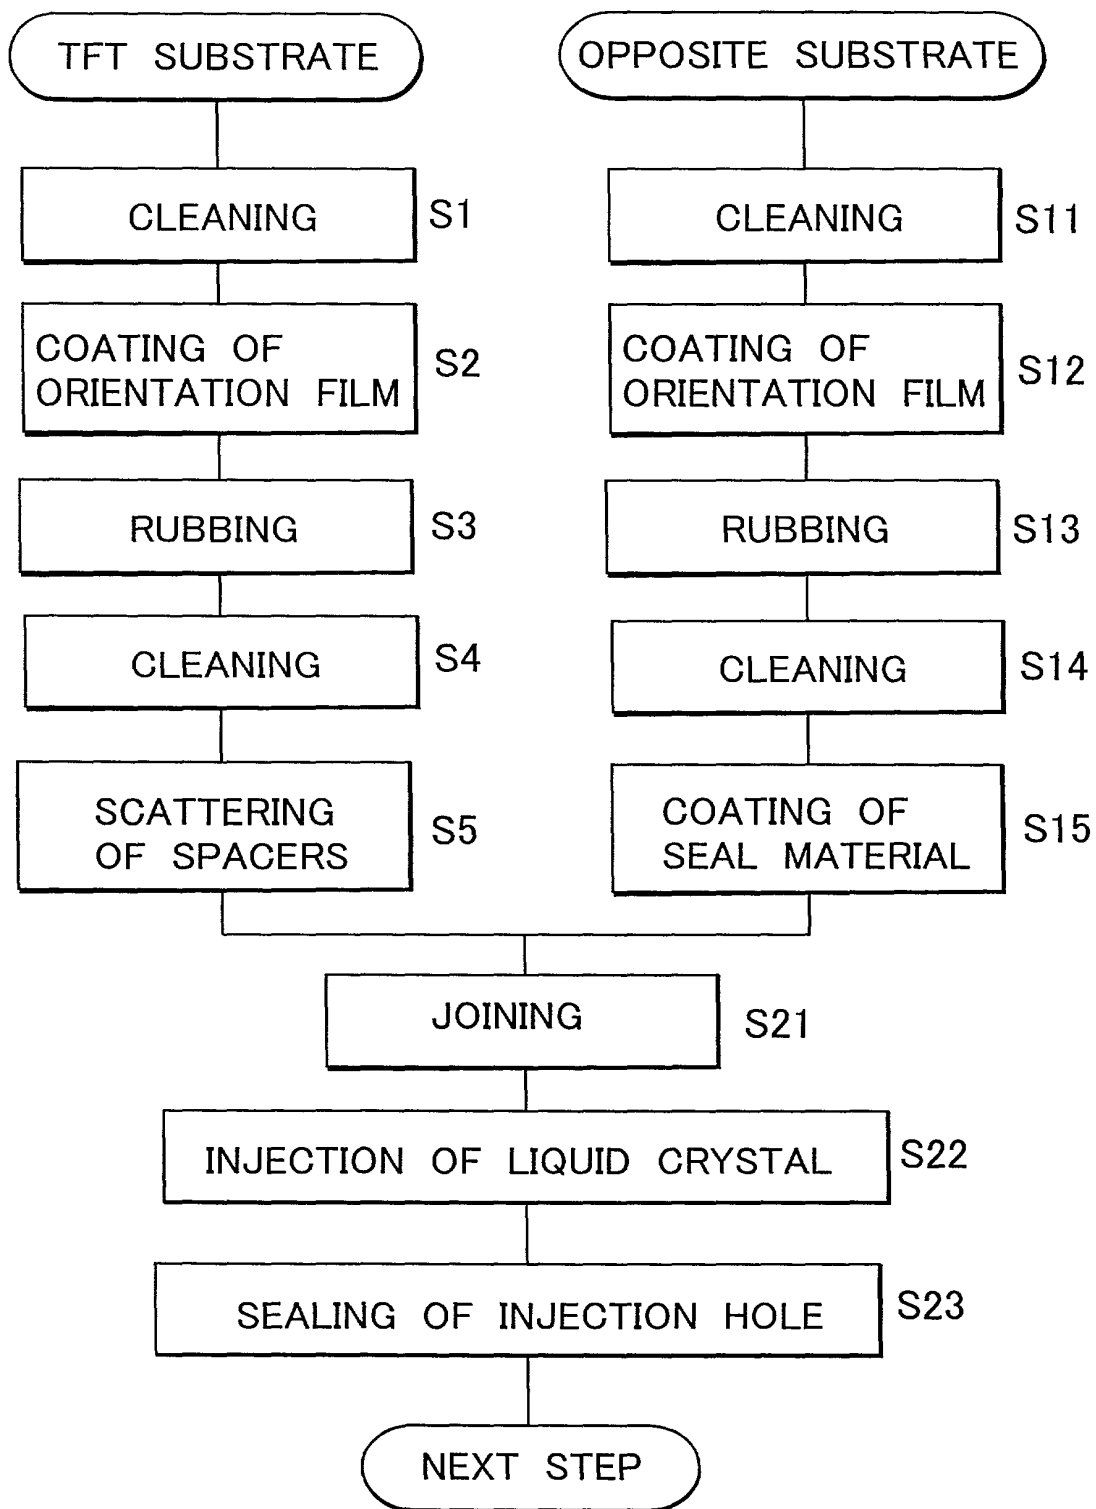 TFT SUBSTRATE
CLEANING
S1
COATING OF
ORIENTATION FILM
S2
RUBBING
S3
CLEANING
S4
SCATTERING
OF SPACERS
S5
OPPOSITE SUBSTRATE
CLEANING
S11
COATING OF
ORIENTATION FILM
S12
RUBBING
S13
CLEANING
S14
COATING OF
SEAL MATERIAL
S15
JOINING
S21
INJECTION OF LIQUID CRYSTAL
S22
SEALING OF INJECTION HOLE
S23
NEXT STEP